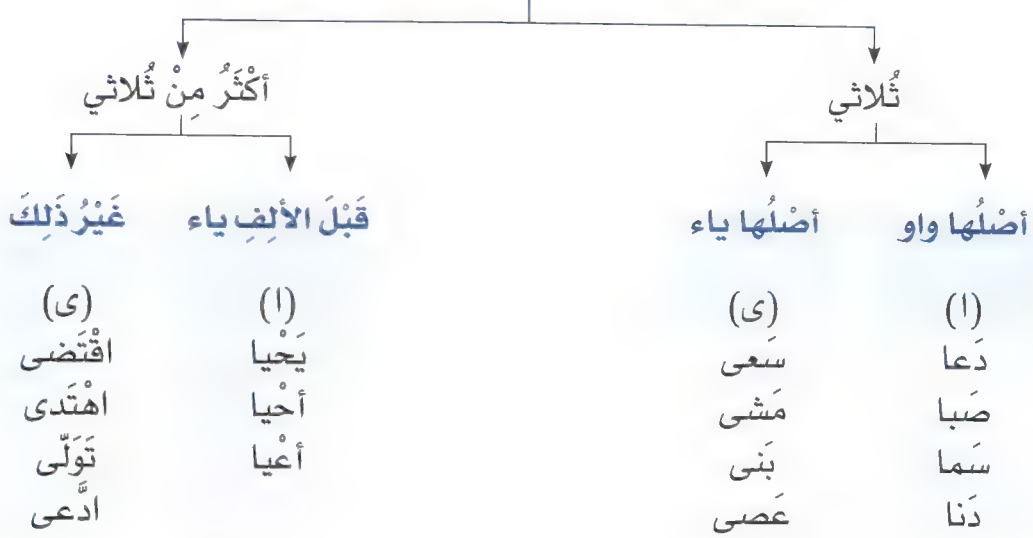 ثُلاثي
أكْثَرُ مِنْ ثُلاثي
أصْلُها واو
أصْلُها ياء
قَبْلَ الألِفِ ياء
غَيْرُ ذَلِكَ
(ا)
(ى)
(ا)
(ى)
دَعا
سَعى
يَحْيا
اقْتَضى
صَبا
مَشى
أحْيا
اهْتَدى
سَما
بَنى
أعْيا
تَوَلّى
دَنا
عَصى
ادَّعى